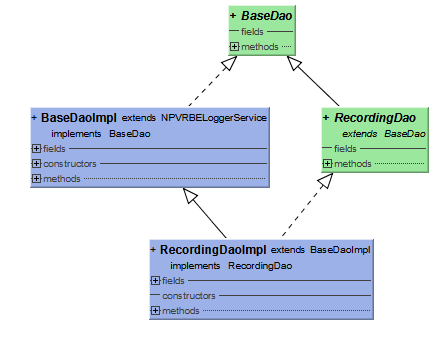 + BaseDao
fields
+ methods
+ BaseDaoImpl extends NPVRBELoggerService
implements BaseDao
+ fields
+ constructors
+ methods
+ RecordingDao
extends BaseDao
fields
+ methods
+ RecordingDaoImpl extends BaseDaoImpl
implements RecordingDao
+ fields
constructors
+ methods